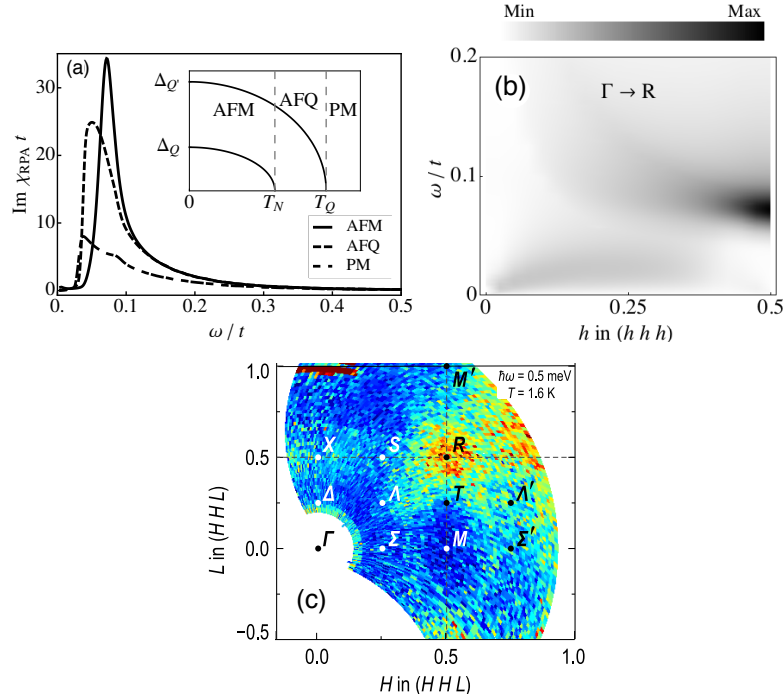 Min Max
(a)
30
20
10
0
Im χRPA t
0. 0.1 0.2 0.3 0.4 0.5
ω / t
ΔQ'
ΔQ
AFM
AFQ
PM
0 TN TQ
AFM
AFQ
PM
(b)
Γ → R
0.2
0.1
0
ω / t
0 0.25 0.5
h in (h h h)
ħω = 0.5 meV
T = 1.6 K
M′
X S R
Δ Λ T Λ′
Γ Σ M Σ′
(c)
1.0
0.5
0.0
−0.5
L in (H H L)
0.0 0.5 1.0
H in (H H L)